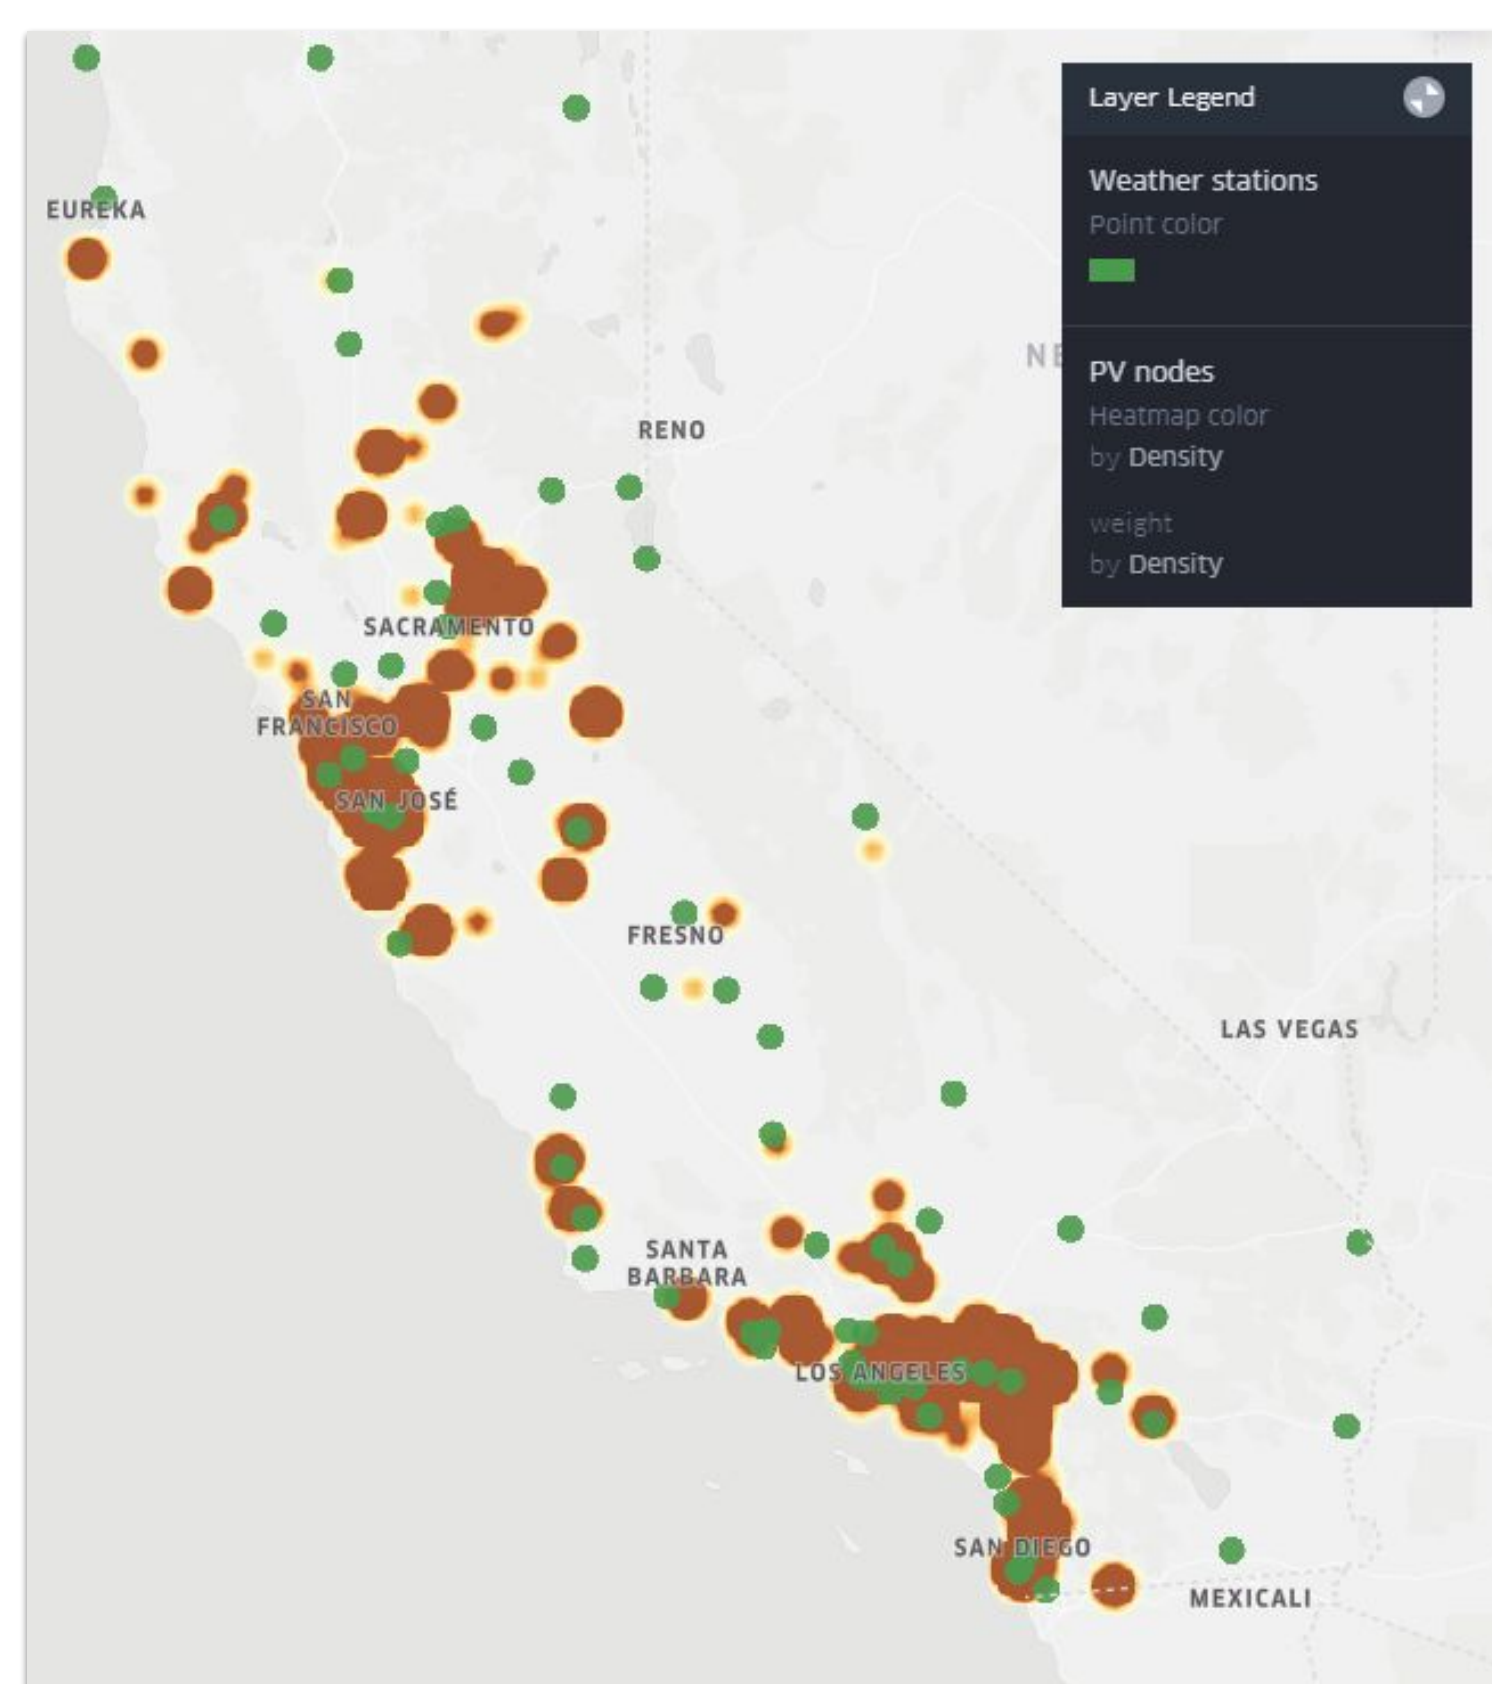 Layer Legend
Weather stations
Point color
PV nodes
Heatmap color
by Density
weight
by Density
EUREKA
NE
RENO
SACRAMENTO
SAN
FRANCISCO
SAN JOSÉ
FRESNO
LAS VEGAS
SANTA
BARBARA
LOS ANGELES
SAN DIEGO
MEXICALI